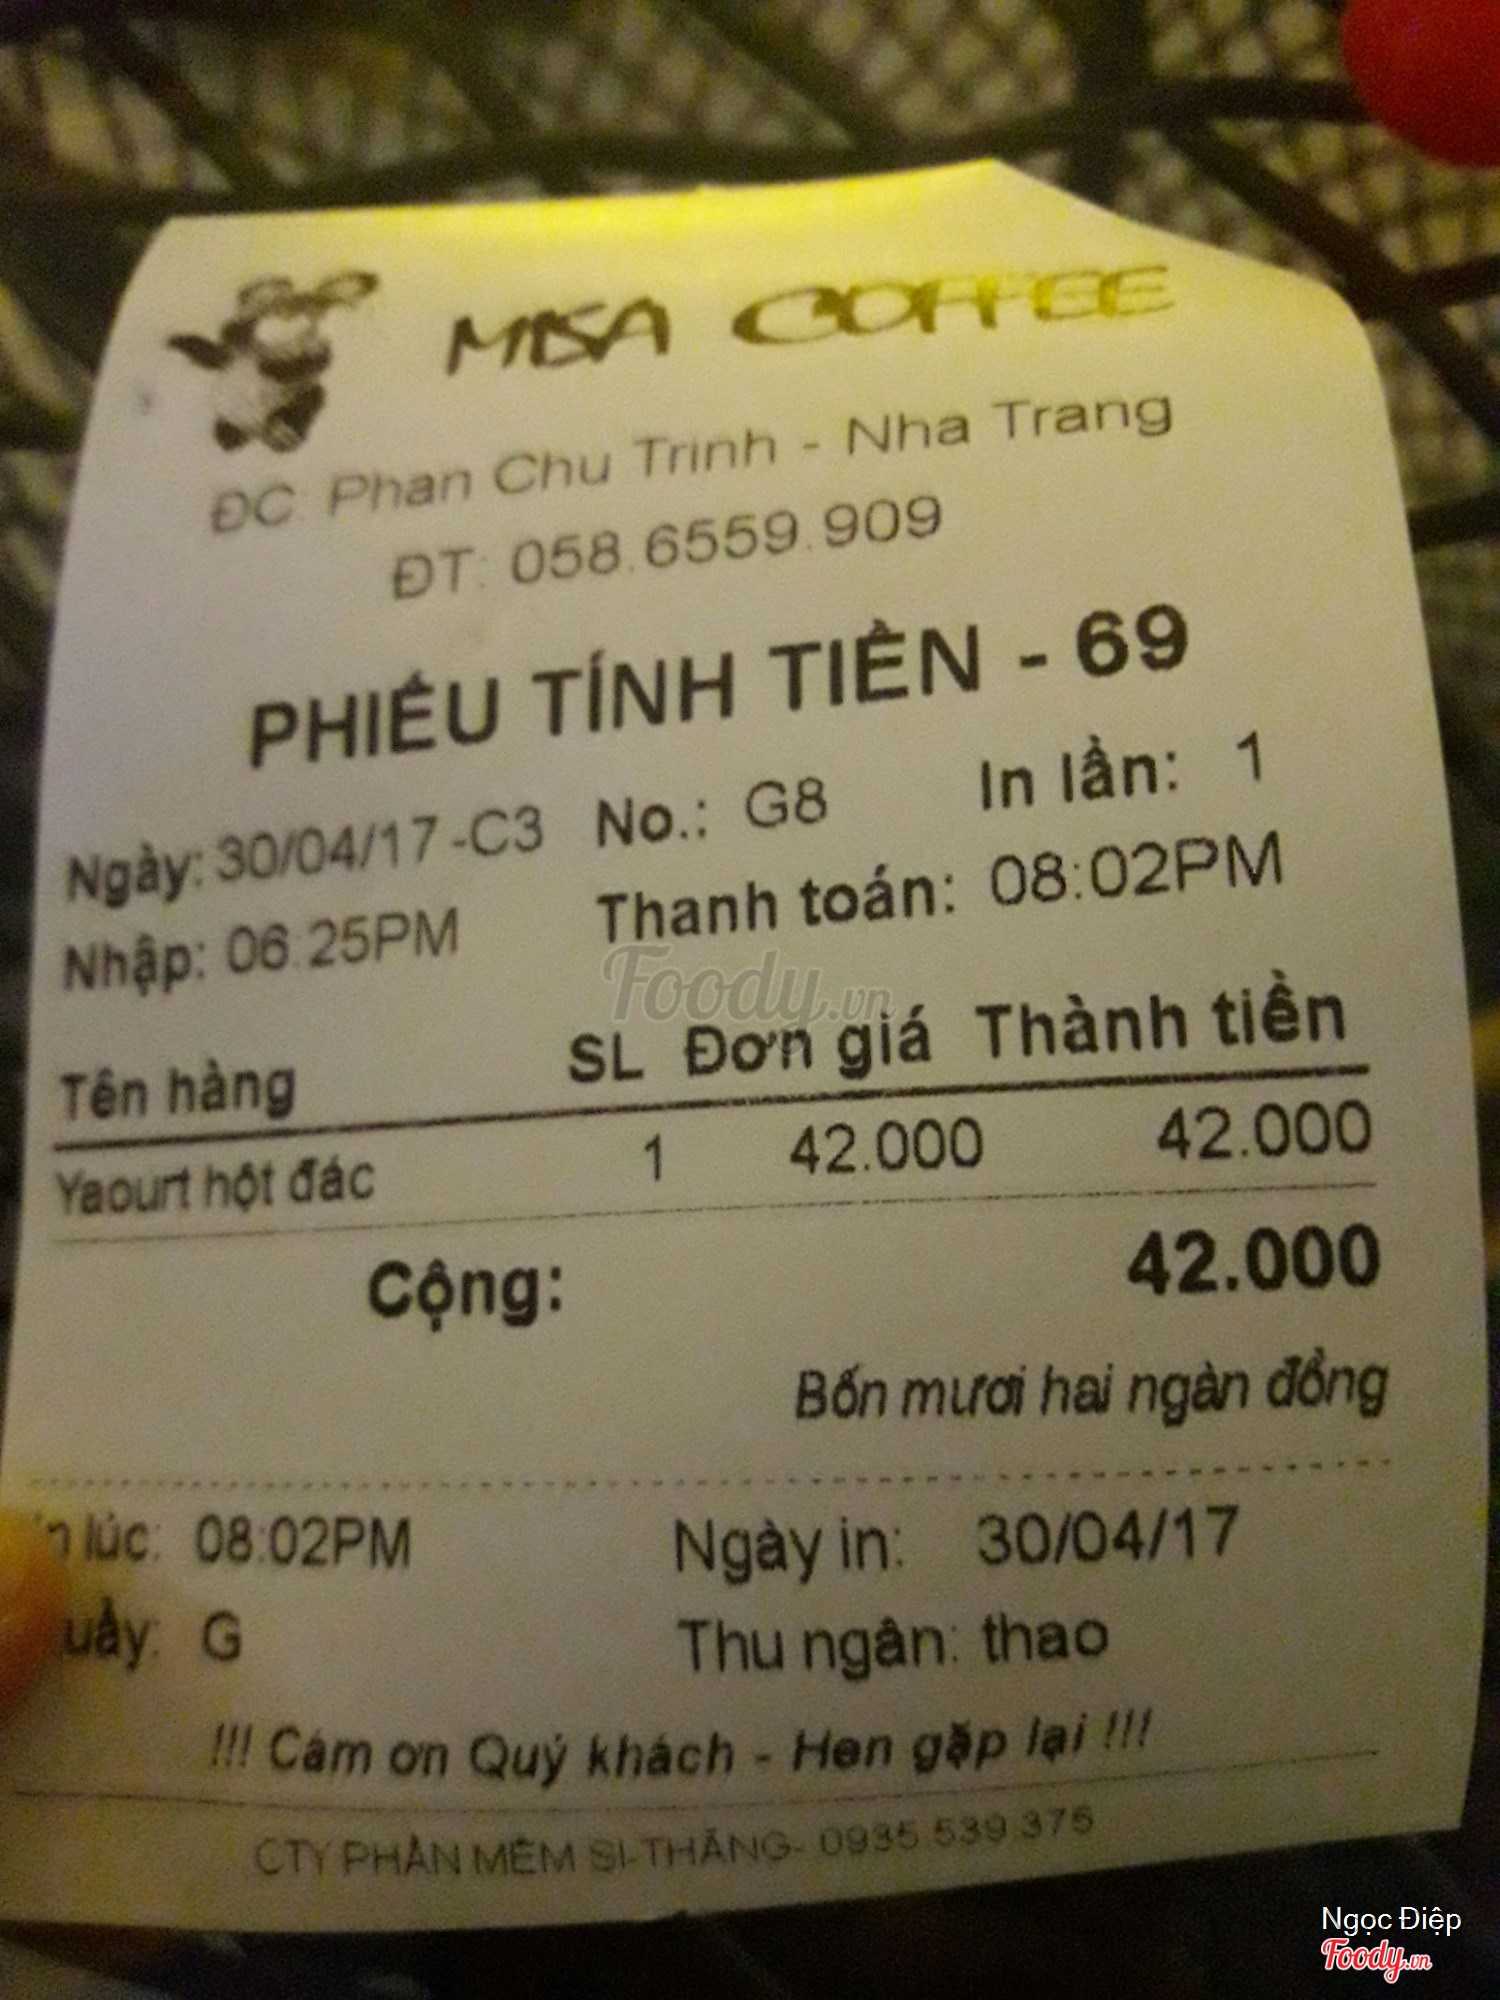 MISA COFFEE
ĐC: Phan Chu Trinh - Nha Trang
ĐT: 058.6559.909
PHIẾU TÍNH TIỀN - 69
Ngày: 30/04/17 -C3 No.: G8 In lần: 1
Nhập: 06:25PM Thanh toán: 08:02PM
Foody.vn
Tên hàng SL Đơn giá Thành tiền
Yaourt hột đác 1 42.000 42.000
Cộng: 42.000
Bốn mươi hai ngàn đồng
lúc: 08:02PM Ngày in: 30/04/17
uầy: G Thu ngân: thao
!!! Cám ơn Quý khách - Hẹn gặp lại !!!
CTY PHẦN MỀM SI-THĂNG- 0935 539 375
Ngọc Điệp
Foody.vn